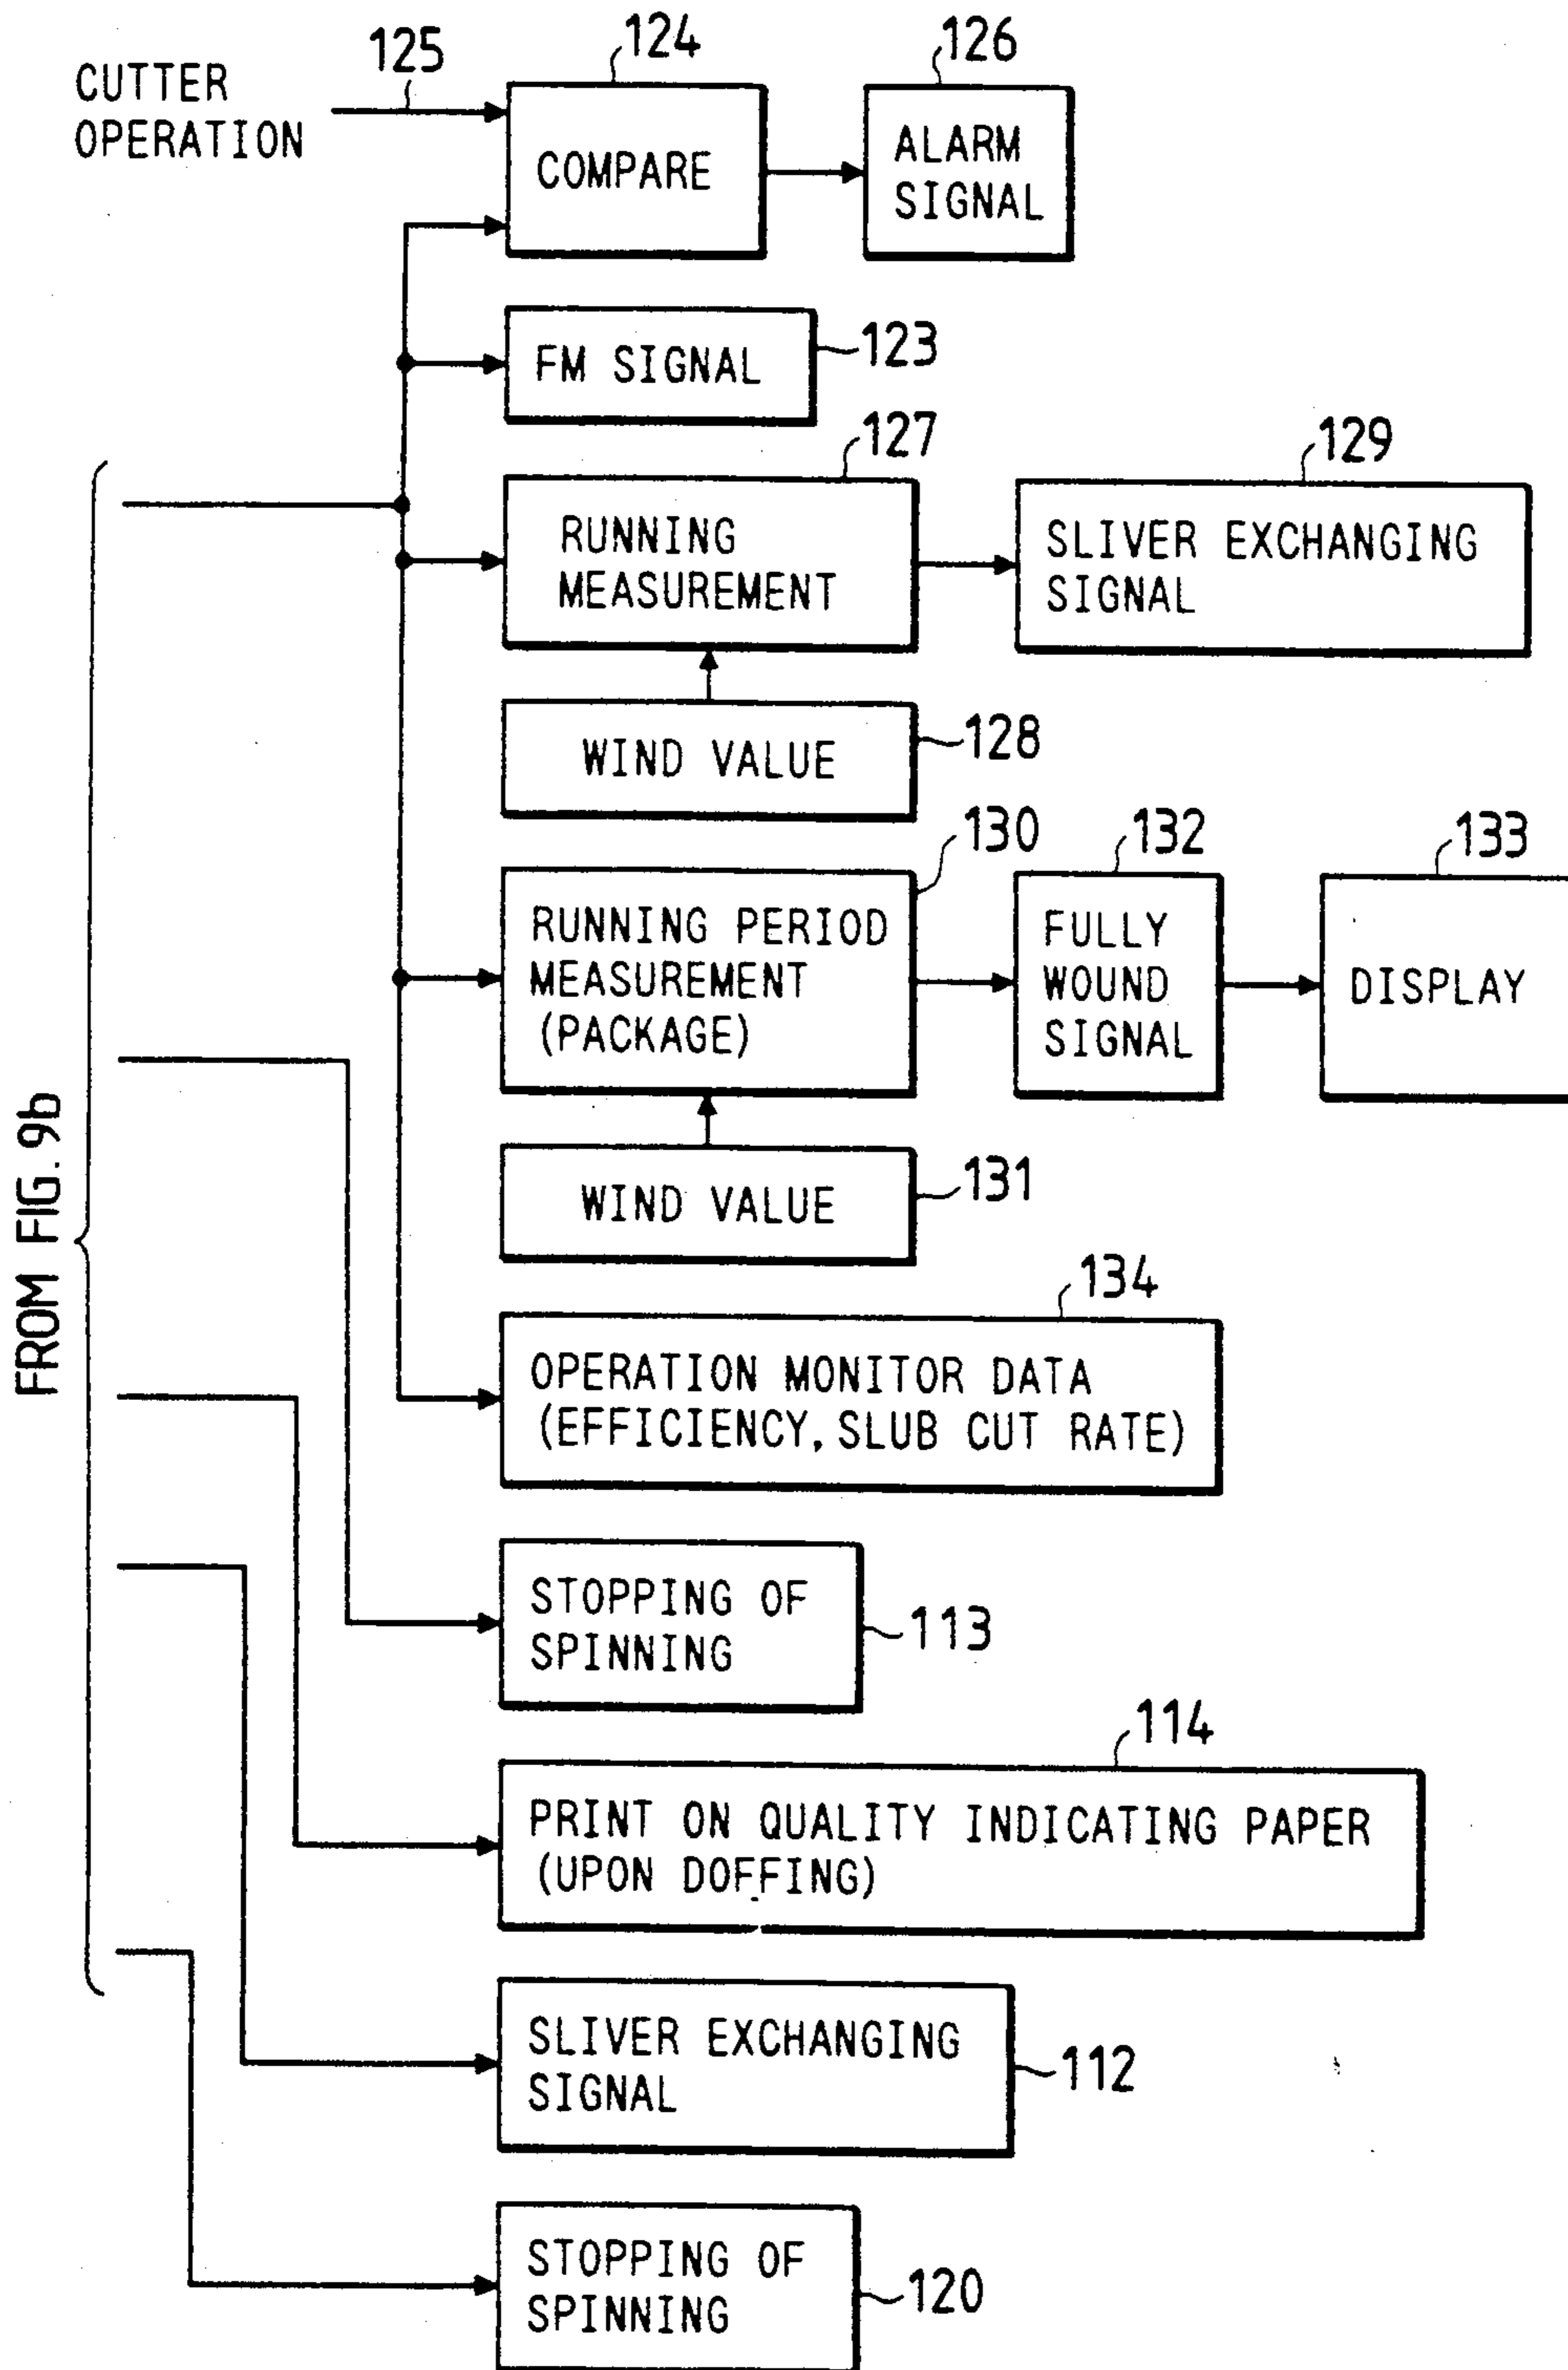 CUTTER
OPERATION
125
124
COMPARE
126
ALARM
SIGNAL
FM SIGNAL
123
127
RUNNING
MEASUREMENT
129
SLIVER EXCHANGING
SIGNAL
WIND VALUE
128
130
RUNNING PERIOD
MEASUREMENT
(PACKAGE)
132
FULLY
WOUND
SIGNAL
133
DISPLAY
WIND VALUE
131
FROM FIG. 9b
134
OPERATION MONITOR DATA
(EFFICIENCY, SLUB CUT RATE)
STOPPING OF
SPINNING
113
114
PRINT ON QUALITY INDICATING PAPER
(UPON DOFFING)
SLIVER EXCHANGING
SIGNAL
112
STOPPING OF
SPINNING
120